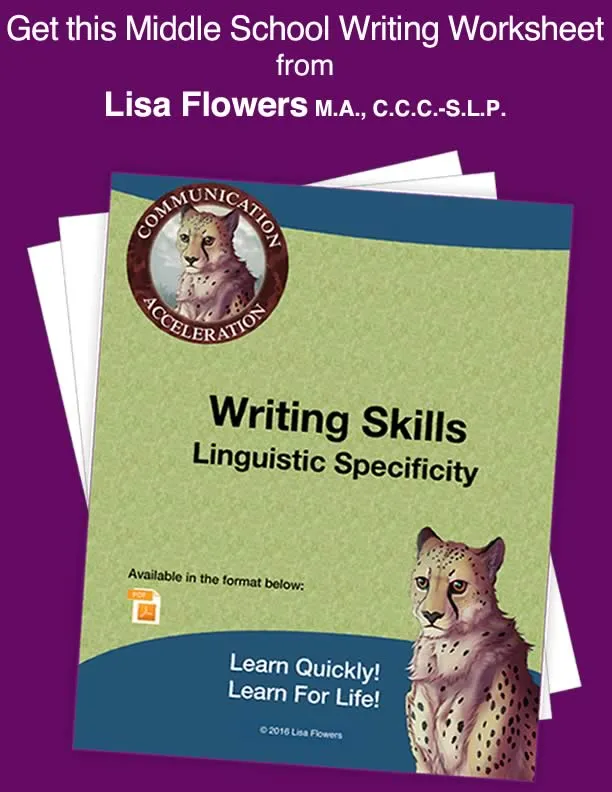 Get this Middle School Writing Worksheet
from
Lisa Flowers M.A., C.C.C.-S.L.P.
COMMUNICATION
ACCELERATION
Writing Skills
Linguistic Specificity
Available in the format below:
PDF
Learn Quickly!
Learn For Life!
© 2016 Lisa Flowers